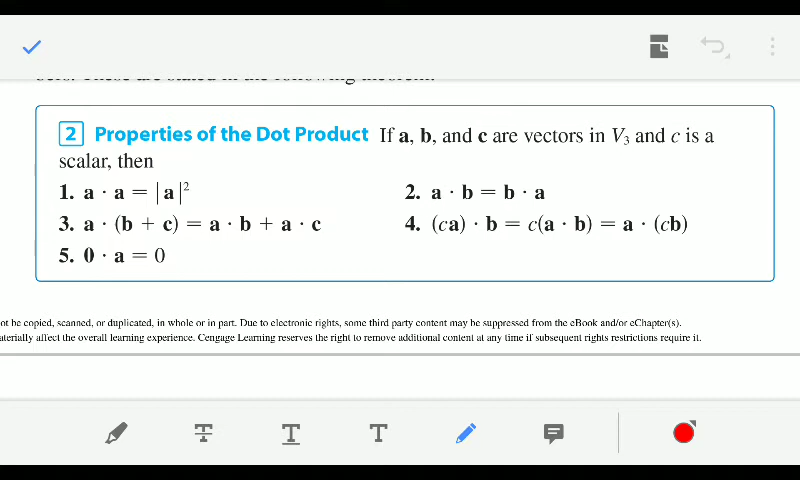 2 Properties of the Dot Product If a, b, and c are vectors in V₃ and c is a
scalar, then
1. a · a = |a|²
2. a · b = b · a
3. a · (b + c) = a · b + a · c
4. (ca) · b = c(a · b) = a · (cb)
5. 0 · a = 0
ot be copied, scanned, or duplicated, in whole or in part. Due to electronic rights, some third party content may be suppressed from the eBook and/or eChapter(s).
aterially affect the overall learning experience. Cengage Learning reserves the right to remove additional content at any time if subsequent rights restrictions require it.
T
T
T